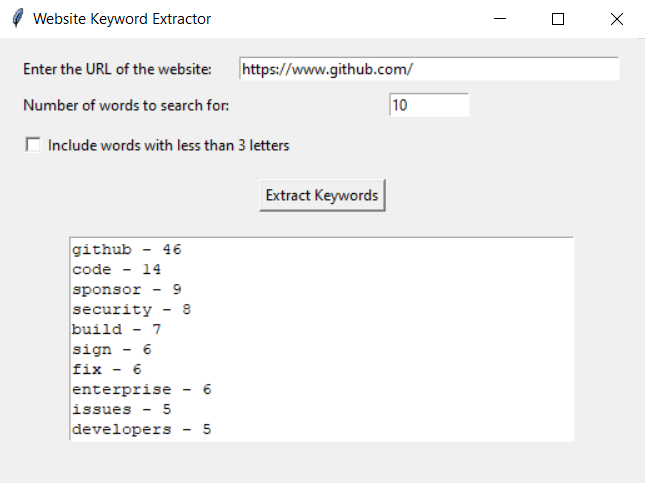 Website Keyword Extractor
Enter the URL of the website: https://www.github.com/
Number of words to search for: 10
Include words with less than 3 letters
Extract Keywords
github - 46
code - 14
sponsor - 9
security - 8
build - 7
sign - 6
fix - 6
enterprise - 6
issues - 5
developers - 5